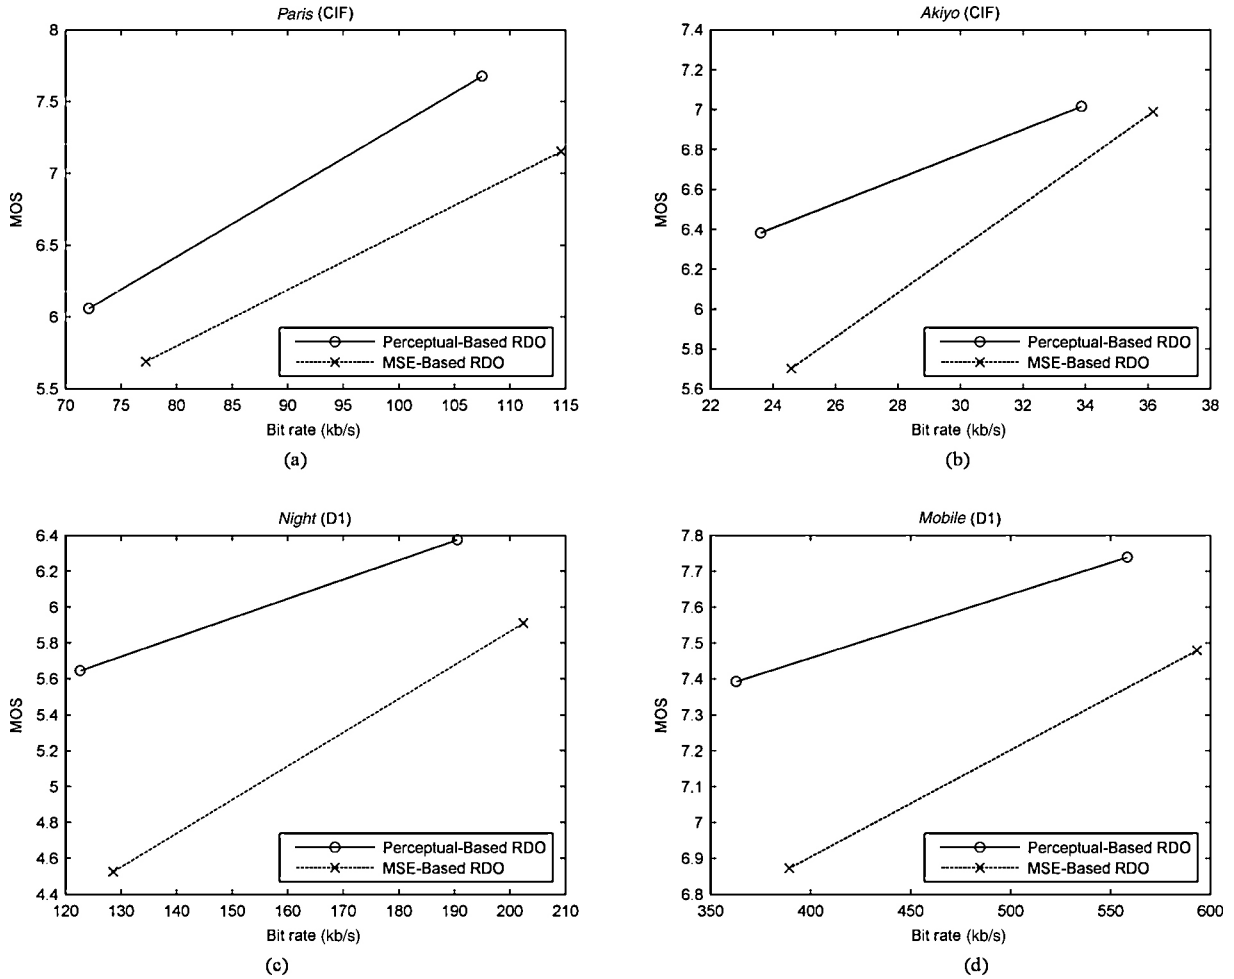 Paris (CIF)
8
7.5
7
6.5
6
5.5
MOS
70 75 80 85 90 95 100 105 110 115
Bit rate (kb/s)
Perceptual-Based RDO
MSE-Based RDO
(a)
Akiyo (CIF)
7.4
7.2
7
6.8
6.6
6.4
6.2
6
5.8
5.6
MOS
22 24 26 28 30 32 34 36 38
Bit rate (kb/s)
Perceptual-Based RDO
MSE-Based RDO
(b)
Night (D1)
6.4
6.2
6
5.8
5.6
5.4
5.2
5
4.8
4.6
4.4
MOS
120 130 140 150 160 170 180 190 200 210
Bit rate (kb/s)
Perceptual-Based RDO
MSE-Based RDO
(c)
Mobile (D1)
7.8
7.7
7.6
7.5
7.4
7.3
7.2
7.1
7
6.9
6.8
MOS
350 400 450 500 550 600
Bit rate (kb/s)
Perceptual-Based RDO
MSE-Based RDO
(d)